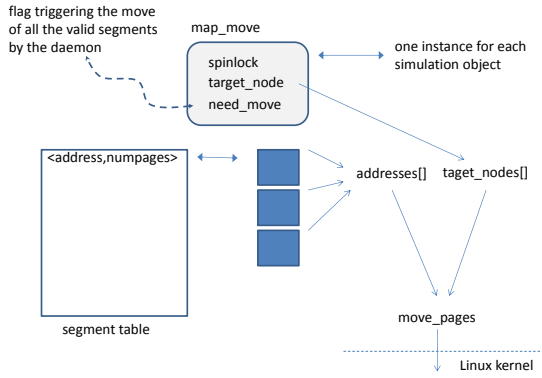 flag triggering the move
of all the valid segments
by the daemon
map_move
spinlock
target_node
need_move
one instance for each
simulation object
<address,numpages>
addresses[]
taget_nodes[]
segment table
move_pages
Linux kernel